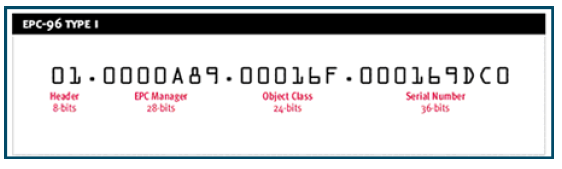 EPC-96 TYPE I
01.0000A89.00016F.000169DC0
Header EPC Manager Object Class Serial Number
8-bits 28-bits 24-bits 36-bits